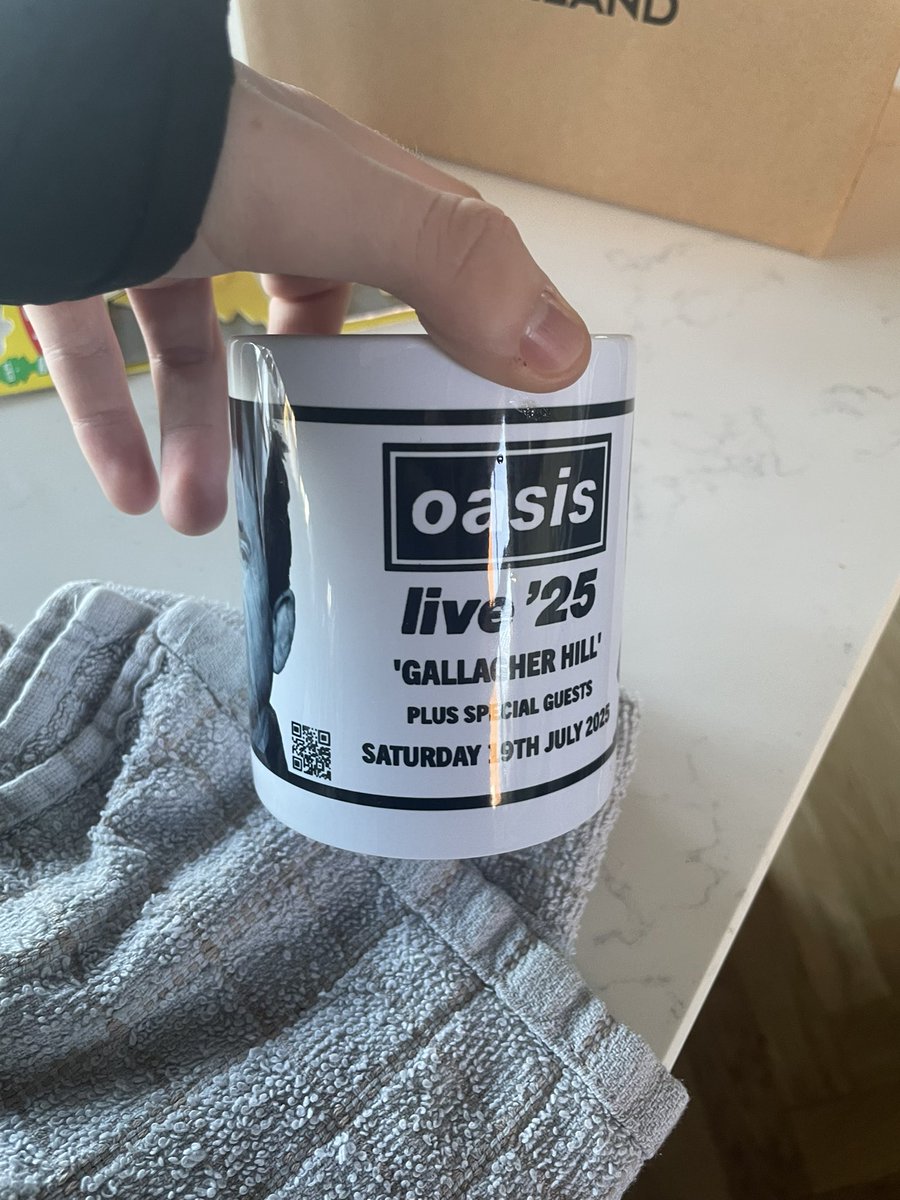 oasis
live '25
'GALLAGHER HILL'
PLUS SPECIAL GUESTS
SATURDAY 19TH JULY 2025